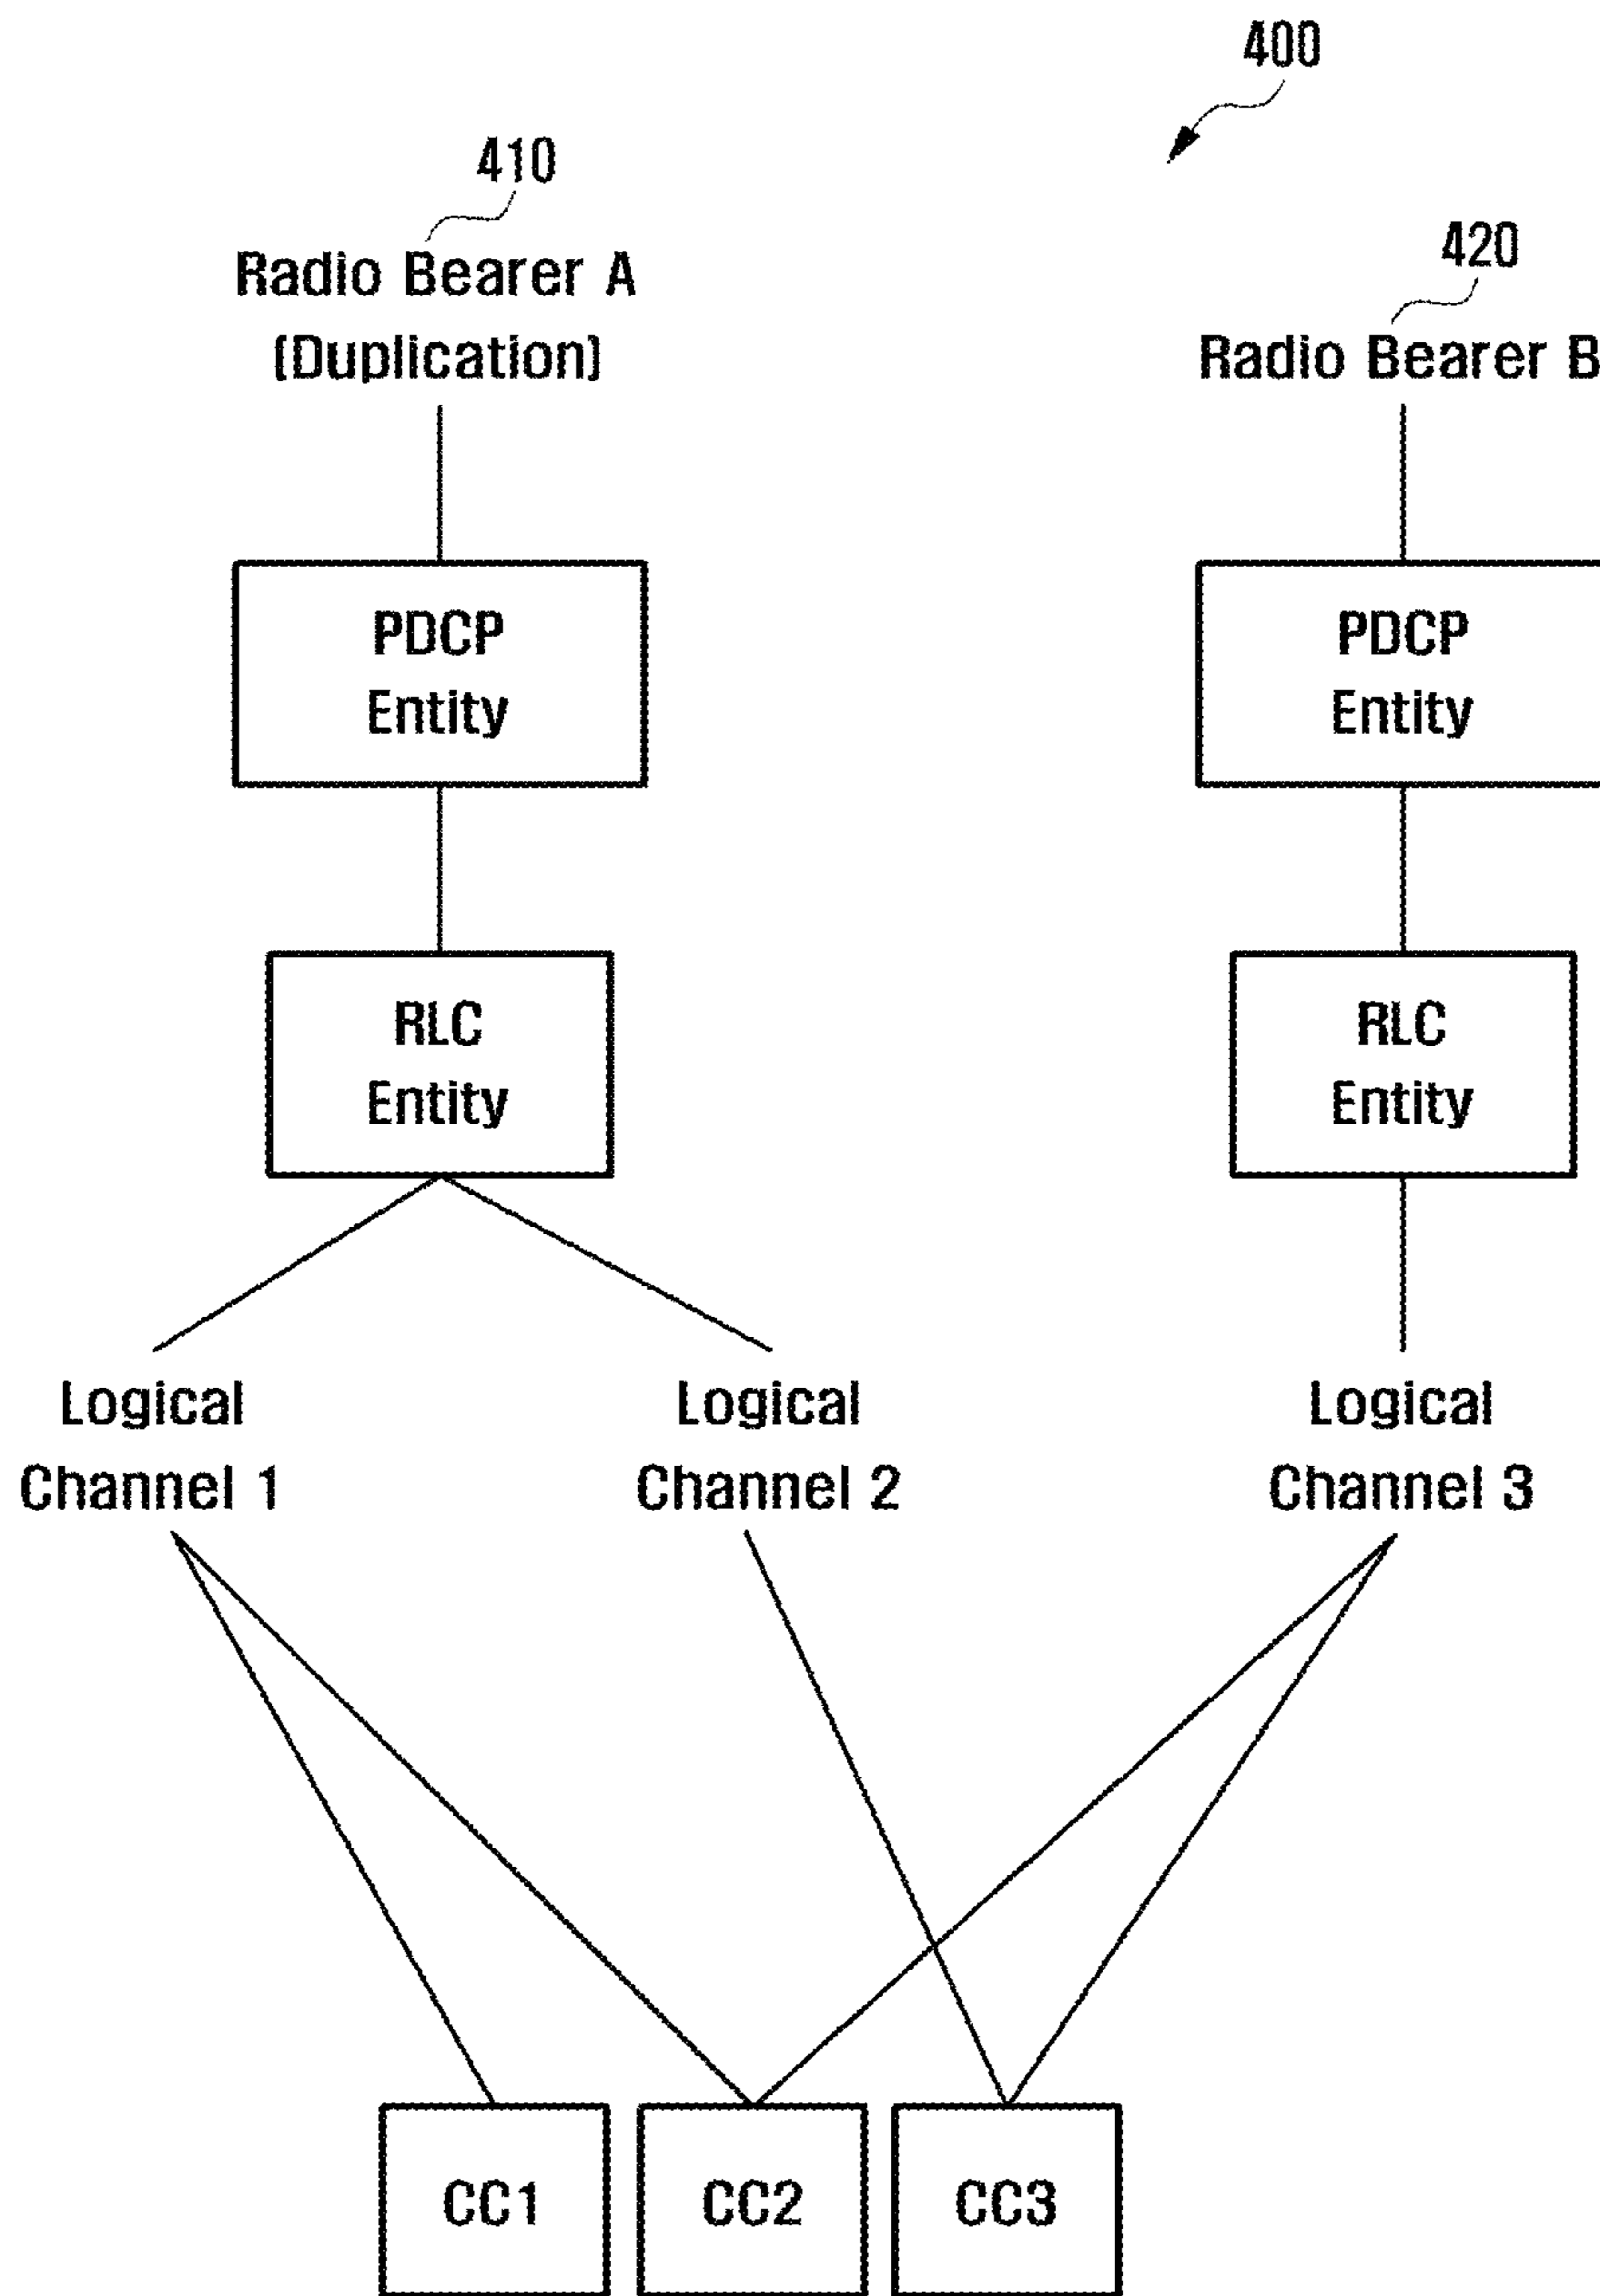 400
410
Radio Bearer A
(Duplication)
420
Radio Bearer B
PDCP
Entity
PDCP
Entity
RLC
Entity
RLC
Entity
Logical
Channel 1
Logical
Channel 2
Logical
Channel 3
CC1
CC2
CC3